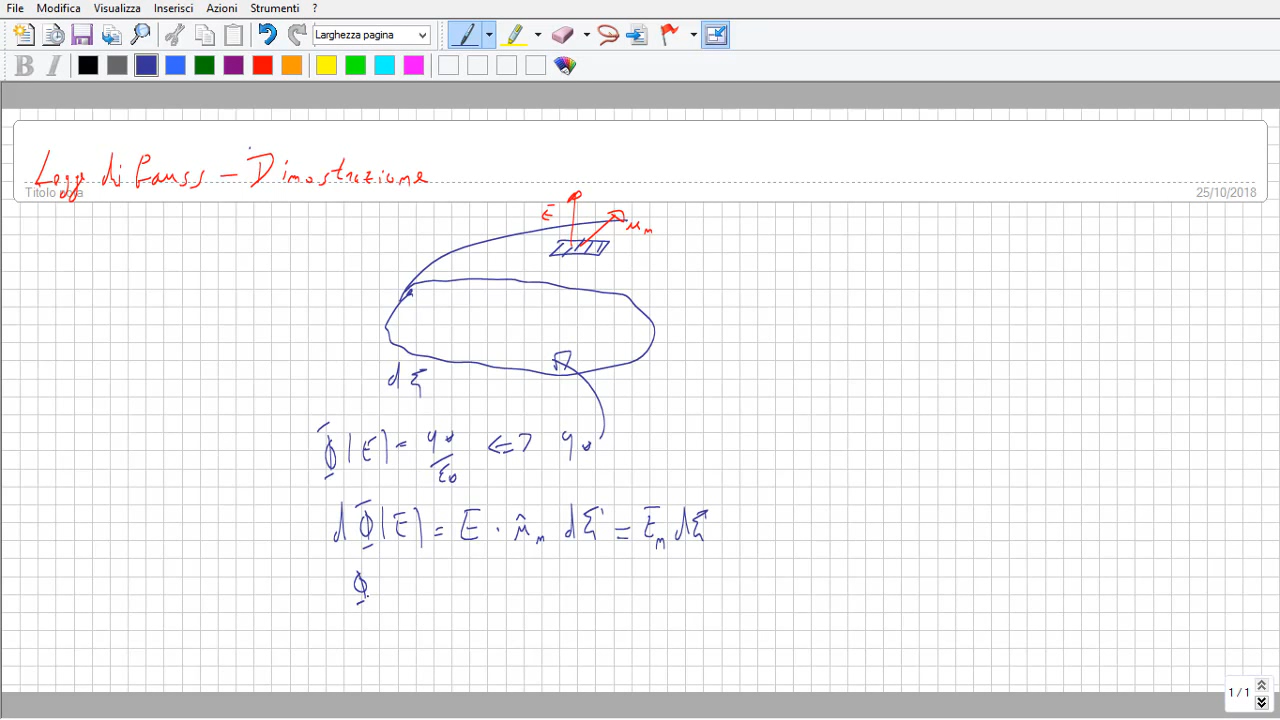 File Modifica Visualizza Inserisci Azioni Strumenti ?
Larghezza pagina
B I
Legge di Gauss – Dimostrazione
Titolo nota 25/10/2018
E
u_n
dΣ
Φ(E) = q₀/ε₀ <=> q₀
dΦ(E) = E · û_n dΣ = E_n dΣ
Φ
1 / 1